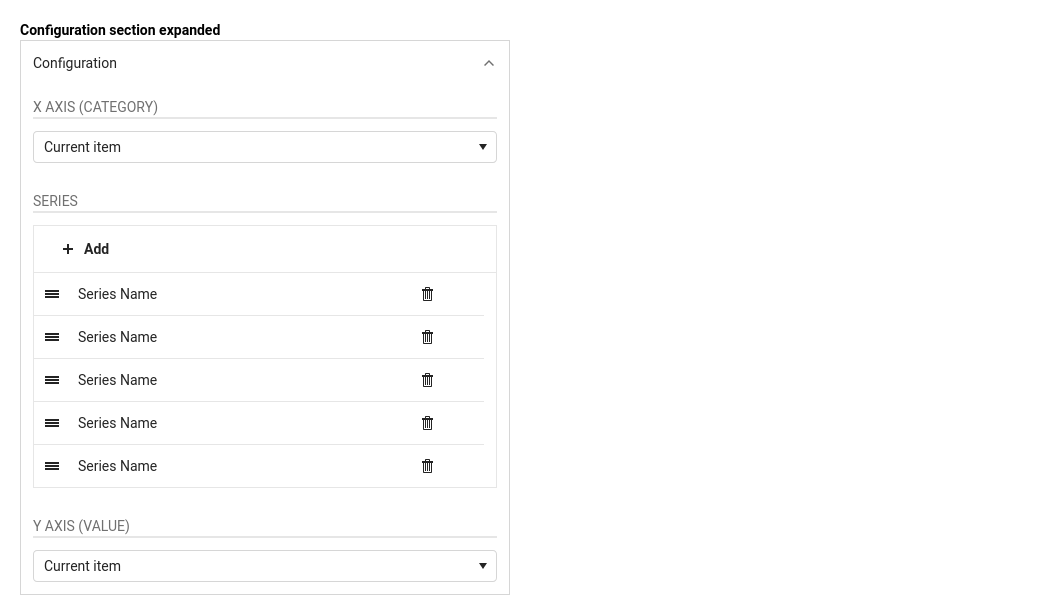 Configuration section expanded
Configuration
X AXIS (CATEGORY)
Current item
SERIES
Add
Series Name
Series Name
Series Name
Series Name
Series Name
Y AXIS (VALUE)
Current item